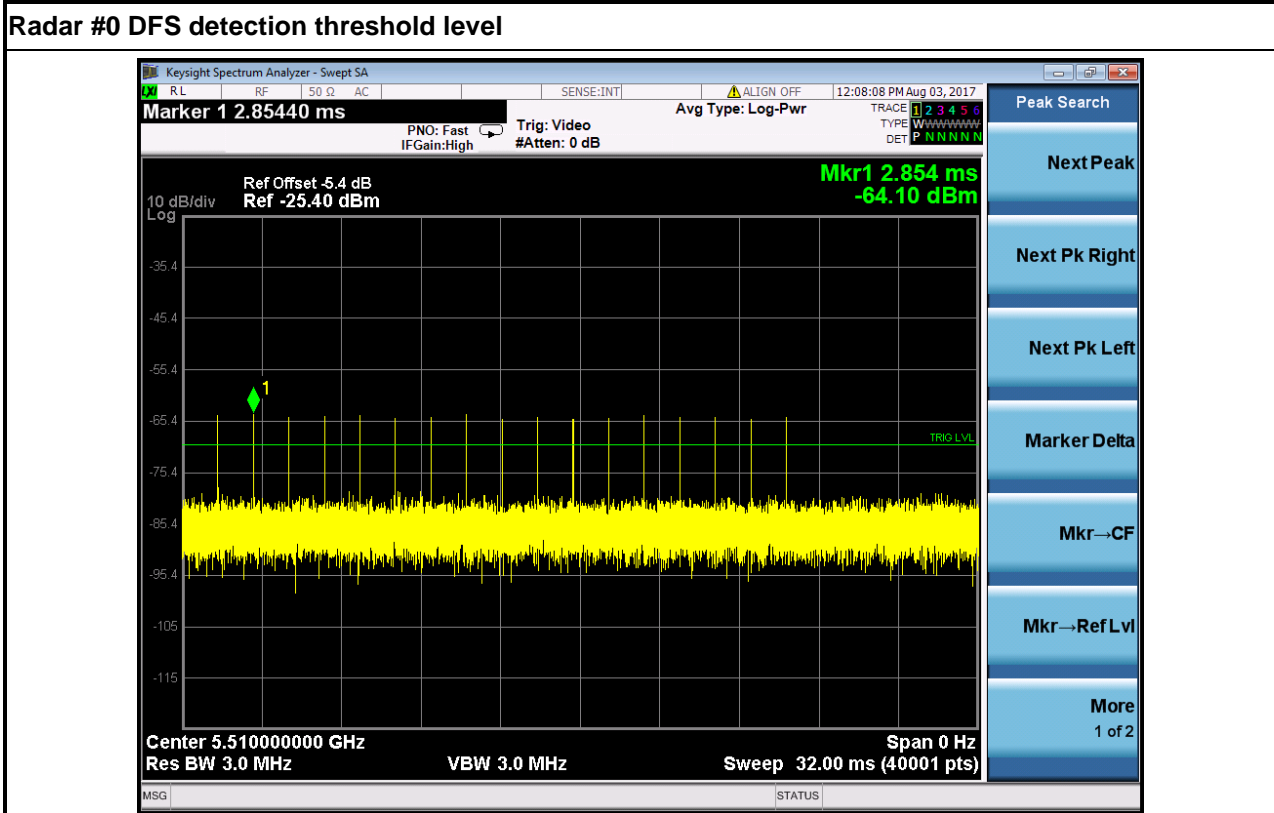 Radar #0 DFS detection threshold level
Keysight Spectrum Analyzer - Swept SA
LXI RL RF 50 Ω AC SENSE:INT ALIGN OFF 12:08:08 PM Aug 03, 2017
Marker 1 2.85440 ms
PNO: Fast
IFGain:High
Trig: Video
#Atten: 0 dB
Avg Type: Log-Pwr
TRACE 1 2 3 4 5 6
TYPE WWWWWW
DET P N N N N N
Peak Search
Next Peak
Next Pk Right
Next Pk Left
Marker Delta
Mkr→CF
Mkr→Ref Lvl
More
1 of 2
Mkr1 2.854 ms
-64.10 dBm
Ref Offset -5.4 dB
10 dB/div Ref -25.40 dBm
Log
-35.4
-45.4
-55.4
1
-65.4
TRIG LVL
-75.4
-85.4
-95.4
-105
-115
Center 5.510000000 GHz Span 0 Hz
Res BW 3.0 MHz VBW 3.0 MHz Sweep 32.00 ms (40001 pts)
MSG STATUS